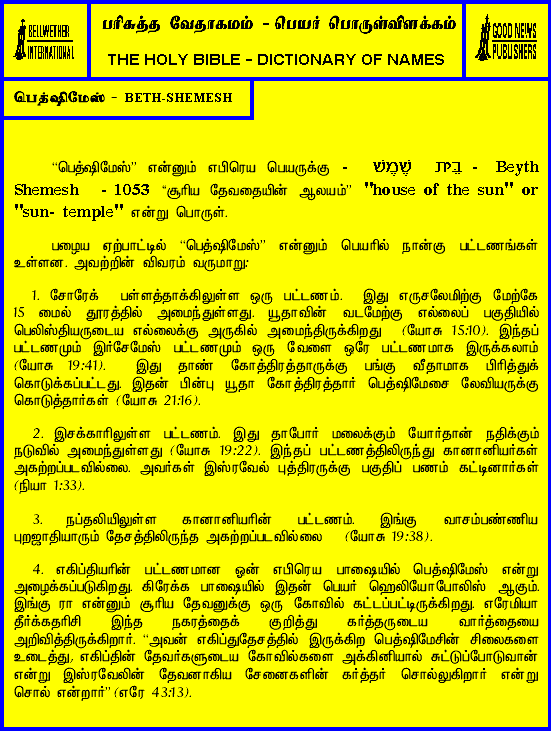 BELLWETHER
INTERNATIONAL
பரிசுத்த வேதாகமம் - பெயர் பொருள்விளக்கம்
THE HOLY BIBLE - DICTIONARY OF NAMES
GOOD NEWS
PUBLISHERS
பெத்ஷிமேஸ் - BETH-SHEMESH
“பெத்ஷிமேஸ்” என்னும் எபிரெய பெயருக்கு - בֵּית שֶׁמֶשׁ - Beyth
Shemesh - 1053 “சூரிய தேவதையின் ஆலயம்” "house of the sun" or
"sun- temple" என்று பொருள்.
பழைய ஏற்பாட்டில் “பெத்ஷிமேஸ்” என்னும் பெயரில் நான்கு பட்டணங்கள்
உள்ளன. அவற்றின் விவரம் வருமாறு:
1. சோரேக் பள்ளத்தாக்கிலுள்ள ஒரு பட்டணம். இது எருசலேமிற்கு மேற்கே
15 மைல் தூரத்தில் அமைந்துள்ளது. யூதாவின் வடமேற்கு எல்லைப் பகுதியில்
பெலிஸ்தியருடைய எல்லைக்கு அருகில் அமைந்திருக்கிறது (யோசு 15:10). இந்தப்
பட்டணமும் இர்சேமேஸ் பட்டணமும் ஒரு வேளை ஒரே பட்டணமாக இருக்கலாம்
(யோசு 19:41). இது தாண் கோத்திரத்தாருக்கு பங்கு வீதமாக பிரித்துக்
கொடுக்கப்பட்டது. இதன் பின்பு யூதா கோத்திரத்தார் பெத்ஷிமேசை லேவியருக்கு
கொடுத்தார்கள் (யோசு 21:16).
2. இசக்காரிலுள்ள பட்டணம். இது தாபோர் மலைக்கும் யோர்தான் நதிக்கும்
நடுவில் அமைந்துள்ளது (யோசு 19:22). இந்தப் பட்டணத்திலிருந்து கானானியர்கள்
அகற்றப்படவில்லை. அவர்கள் இஸ்ரவேல் புத்திரருக்கு பகுதிப் பணம் கட்டினார்கள்
(நியா 1:33).
3. நப்தலியிலுள்ள கானானியரின் பட்டணம். இங்கு வாசம்பண்ணிய
புறஜாதியாரும் தேசத்திலிருந்த அகற்றப்படவில்லை (யோசு 19:38).
4. எகிப்தியரின் பட்டணமான ஓன் எபிரெய பாஷையில் பெத்ஷிமேஸ் என்று
அழைக்கப்படுகிறது. கிரேக்க பாஷையில் இதன் பெயர் ஹெலியோபோலிஸ் ஆகும்.
இங்கு ரா என்னும் சூரிய தேவனுக்கு ஒரு கோவில் கட்டப்பட்டிருக்கிறது. எரேமியா
தீர்க்கதரிசி இந்த நகரத்தைக் குறித்து கர்த்தருடைய வார்த்தையை
அறிவித்திருக்கிறார். “அவன் எகிப்துதேசத்தில் இருக்கிற பெத்ஷிமேசின் சிலைகளை
உடைத்து, எகிப்தின் தேவர்களுடைய கோவில்களை அக்கினியால் சுட்டுப்போடுவான்
என்று இஸ்ரவேலின் தேவனாகிய சேனைகளின் கர்த்தர் சொல்லுகிறார் என்று
சொல் என்றார்” (எரே 43:13).